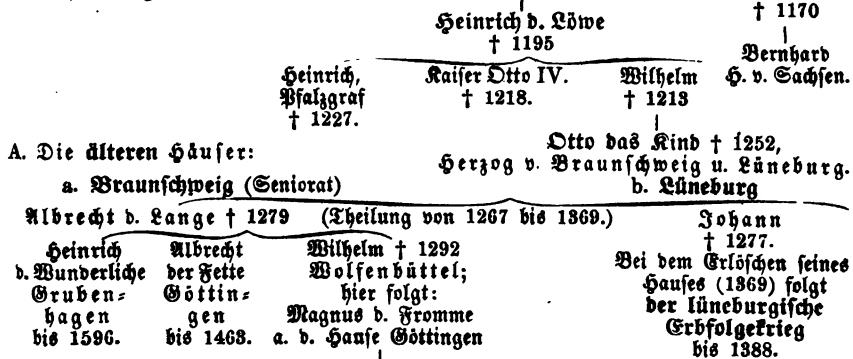 Heinrich d. Löwe
† 1195
† 1170
Bernhard
H. v. Sachsen.
Heinrich,
Pfalzgraf
† 1227.
Kaiser Otto IV.
† 1218.
Wilhelm
† 1213
Otto das Kind † 1252,
Herzog v. Braunschweig u. Lüneburg.
A. Die älteren Häuser:
a. Braunschweig (Seniorat)
b. Lüneburg
Albrecht d. Lange † 1279 (Theilung von 1267 bis 1369.)
Heinrich
d. Wunderliche
Gruben-
hagen
bis 1596.
Albrecht
der Fette
Göttin-
gen
bis 1463.
Wilhelm † 1292
Wolfenbüttel;
hier folgt:
Magnus d. Fromme
a. d. Hause Göttingen
Johann
† 1277.
Bei dem Erlöschen seines
Hauses (1369) folgt
der lüneburgische
Erbfolgekrieg
bis 1388.